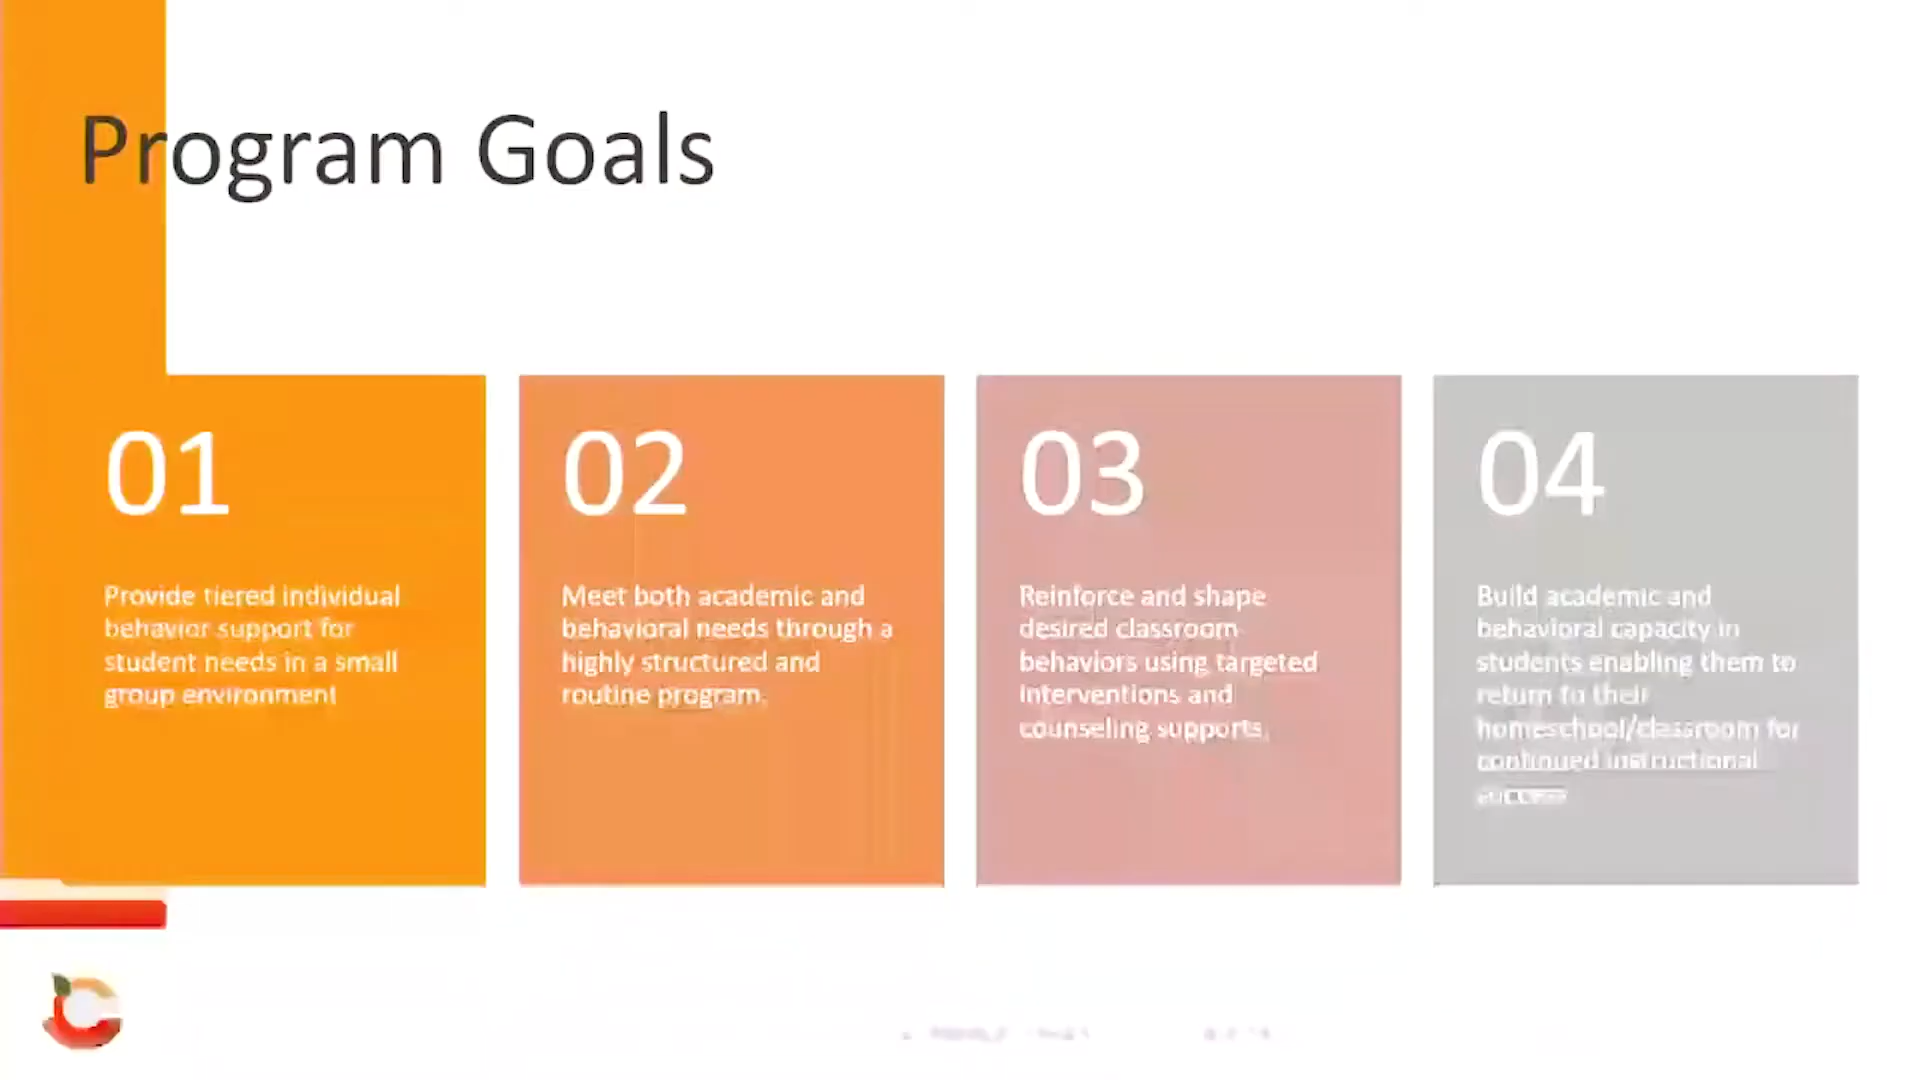 Program Goals
01
Provide tiered individual
behavior support for
student needs in a small
group environment
02
Meet both academic and
behavioral needs through a
highly structured and
routine program.
03
Reinforce and shape
desired classroom
behaviors using targeted
interventions and
counseling supports.
04
Build academic and
behavioral capacity in
students enabling them to
return to their
homeschool/classroom for
continued instructional
success